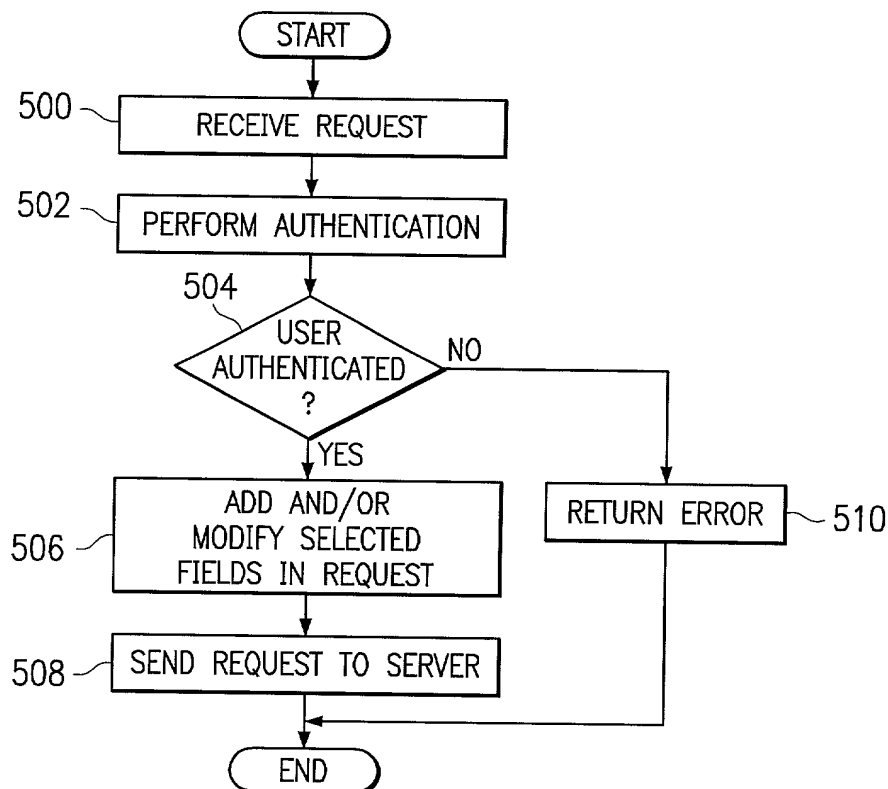 START
500
RECEIVE REQUEST
502
PERFORM AUTHENTICATION
504
USER
AUTHENTICATED
?
NO
YES
506
ADD AND/OR
MODIFY SELECTED
FIELDS IN REQUEST
RETURN ERROR
510
508
SEND REQUEST TO SERVER
END